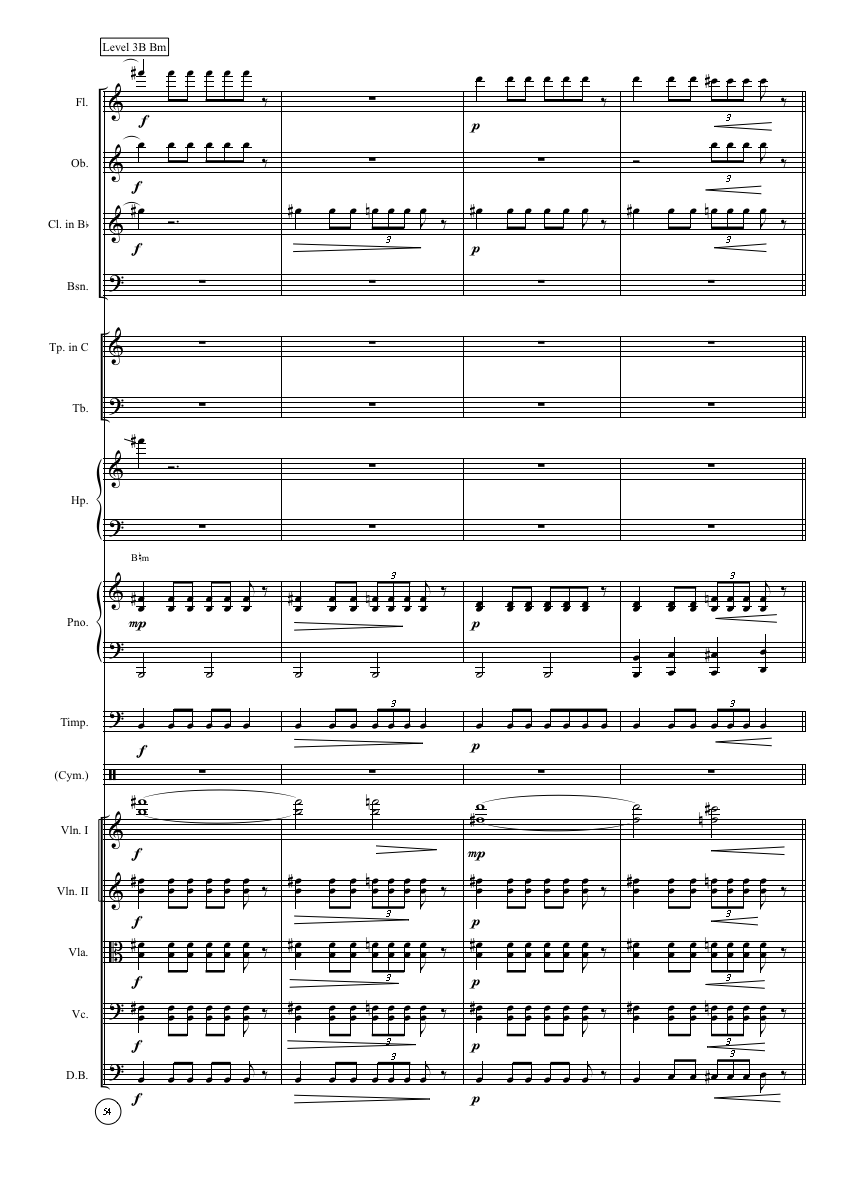 Level 3B Bm
Fl.
f
p
3
Ob.
f
3
Cl. in B♭
f
3
p
3
Bsn.
Tp. in C
Tb.
Hp.
B♮m
3
3
Pno.
mp
p
3
3
Timp.
f
p
(Cym.)
Vln. I
f
mp
Vln. II
f
3
p
3
Vla.
f
3
p
3
Vc.
f
3
p
3
3
3
D.B.
f
p
54